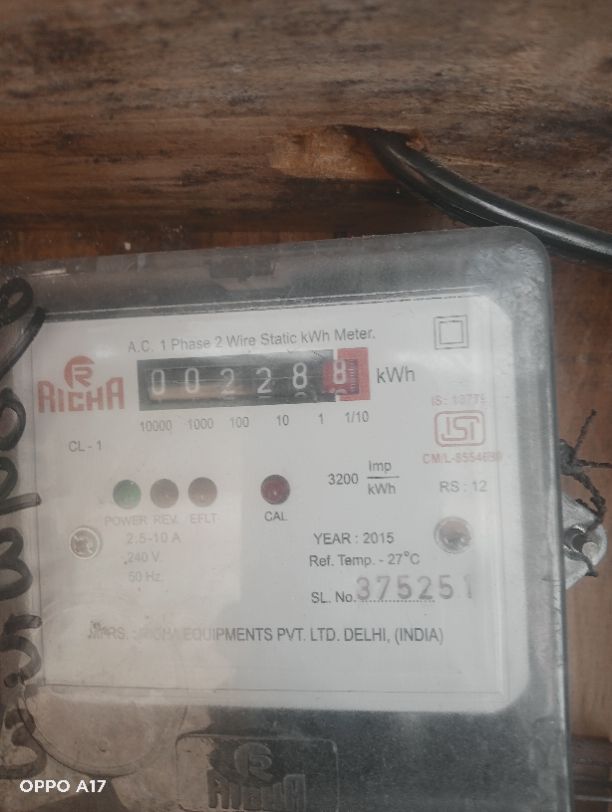 A.C. 1 Phase 2 Wire Static kWh Meter.
R
RICHA
002288 kWh
10000 1000 100 10 1 1/10
CL - 1
IS : 13779
ISI
CM/L-
3200 Imp
kWh
RS : 12
POWER REV. EFLT CAL
2.5-10 A
240 V.
50 Hz.
YEAR : 2015
Ref. Temp. - 27°C
SL. No. 375251
RICHA EQUIPMENTS PVT. LTD. DELHI, (INDIA)
R
RICHA
OPPO A17